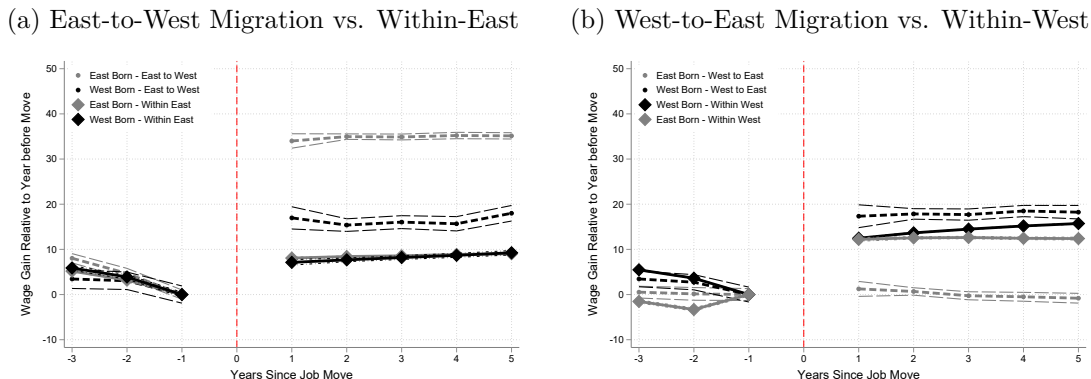 (a) East-to-West Migration vs. Within-East
50
40
30
20
10
0
-10
Wage Gain Relative to Year before Move
East Born - East to West
West Born - East to West
East Born - Within East
West Born - Within East
-3 -2 -1 0 1 2 3 4 5
Years Since Job Move
(b) West-to-East Migration vs. Within-West
50
40
30
20
10
0
-10
Wage Gain Relative to Year before Move
East Born - West to East
West Born - West to East
West Born - Within West
East Born - Within West
-3 -2 -1 0 1 2 3 4 5
Years Since Job Move